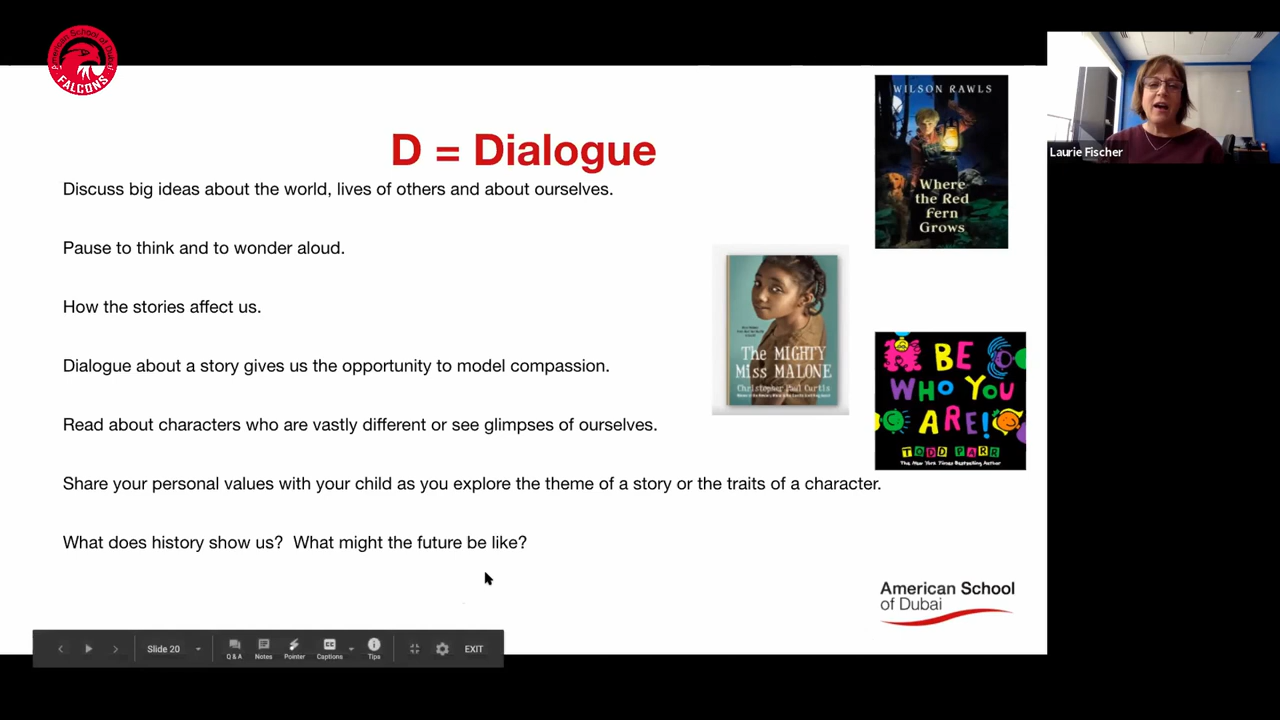 American School of Dubai
FALCONS
D = Dialogue
Discuss big ideas about the world, lives of others and about ourselves.
Pause to think and to wonder aloud.
How the stories affect us.
Dialogue about a story gives us the opportunity to model compassion.
Read about characters who are vastly different or see glimpses of ourselves.
Share your personal values with your child as you explore the theme of a story or the traits of a character.
What does history show us? What might the future be like?
WILSON RAWLS
Where
the Red
Fern
Grows
The MIGHTY
Miss MALONE
Christopher Paul Curtis
BE
WHO YOU
ARE!
TODD PARR
The New York Times Bestselling Author
Laurie Fischer
American School
of Dubai
Slide 20
Q & A
Notes
Pointer
CC
Captions
Tips
EXIT